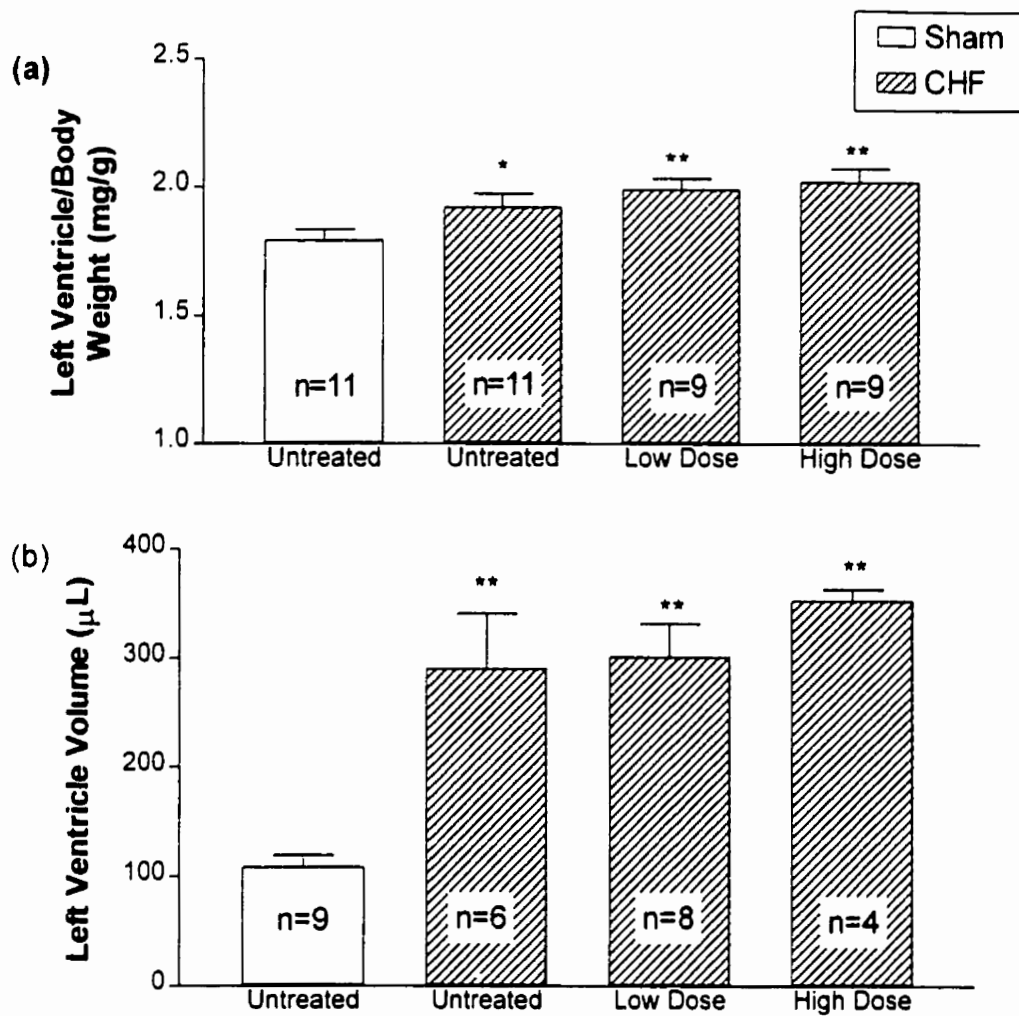 Sham
CHF
(a)
Left Ventricle/Body
Weight (mg/g)
2.5
2.0
1.5
1.0
*
**
**
n=11
n=11
n=9
n=9
Untreated
Untreated
Low Dose
High Dose
(b)
Left Ventricle Volume (μL)
400
300
200
100
0
**
**
**
n=9
n=6
n=8
n=4
Untreated
Untreated
Low Dose
High Dose